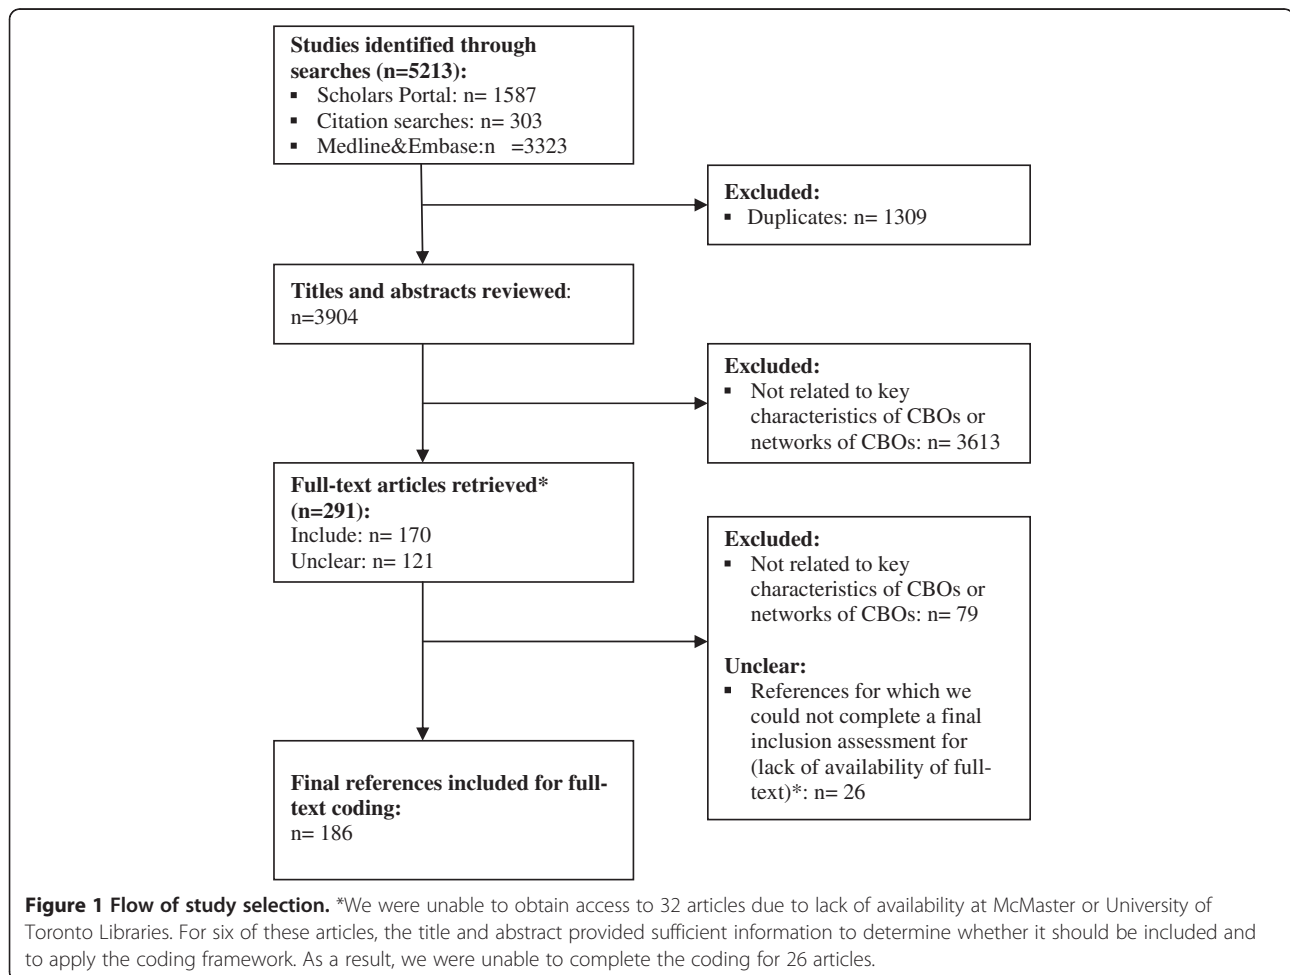 Studies identified through
searches (n=5213):
▪ Scholars Portal: n= 1587
▪ Citation searches: n= 303
▪ Medline&Embase:n =3323
Excluded:
▪ Duplicates: n= 1309
Titles and abstracts reviewed:
n=3904
Excluded:
▪ Not related to key
characteristics of CBOs or
networks of CBOs: n= 3613
Full-text articles retrieved*
(n=291):
Include: n= 170
Unclear: n= 121
Excluded:
▪ Not related to key
characteristics of CBOs or
networks of CBOs: n= 79
Unclear:
▪ References for which we
could not complete a final
inclusion assessment for
(lack of availability of full-
text)*: n= 26
Final references included for full-
text coding:
n= 186
Figure 1 Flow of study selection. *We were unable to obtain access to 32 articles due to lack of availability at McMaster or University of
Toronto Libraries. For six of these articles, the title and abstract provided sufficient information to determine whether it should be included and
to apply the coding framework. As a result, we were unable to complete the coding for 26 articles.